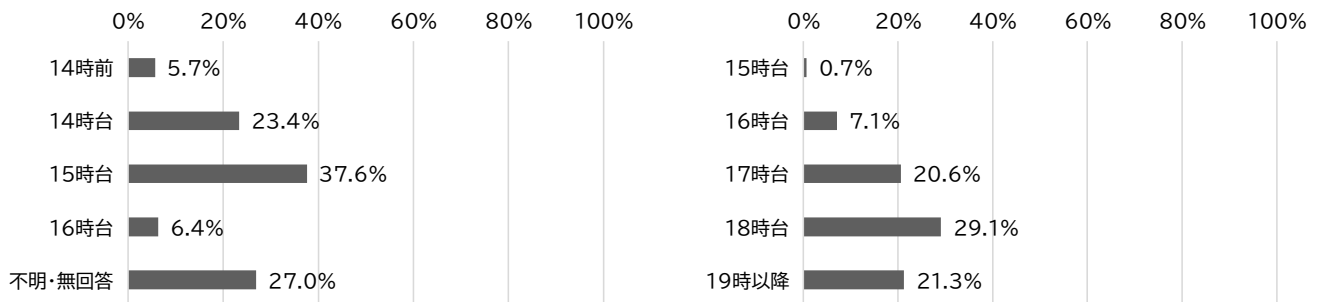 0% 20% 40% 60% 80% 100%
14時前 5.7%
14時台 23.4%
15時台 37.6%
16時台 6.4%
不明・無回答 27.0%
0% 20% 40% 60% 80% 100%
15時台 0.7%
16時台 7.1%
17時台 20.6%
18時台 29.1%
19時以降 21.3%